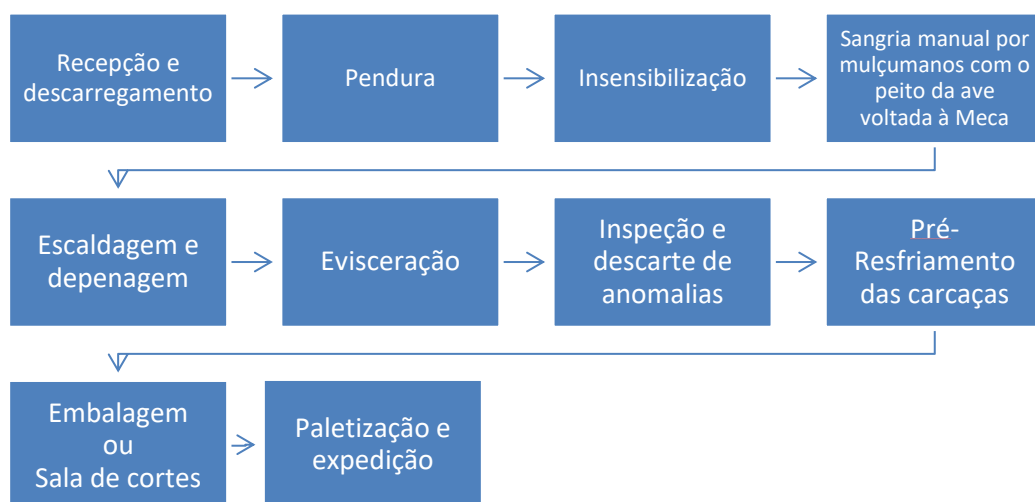 Recepção e
descarregamento
Pendura
Insensibilização
Sangria manual por
mulçumanos com o
peito da ave
voltada à Meca
Escaldagem e
depenagem
Evisceração
Inspeção e
descarte de
anomalias
Pré-
Resfriamento
das carcaças
Embalagem
ou
Sala de cortes
Paletização e
expedição